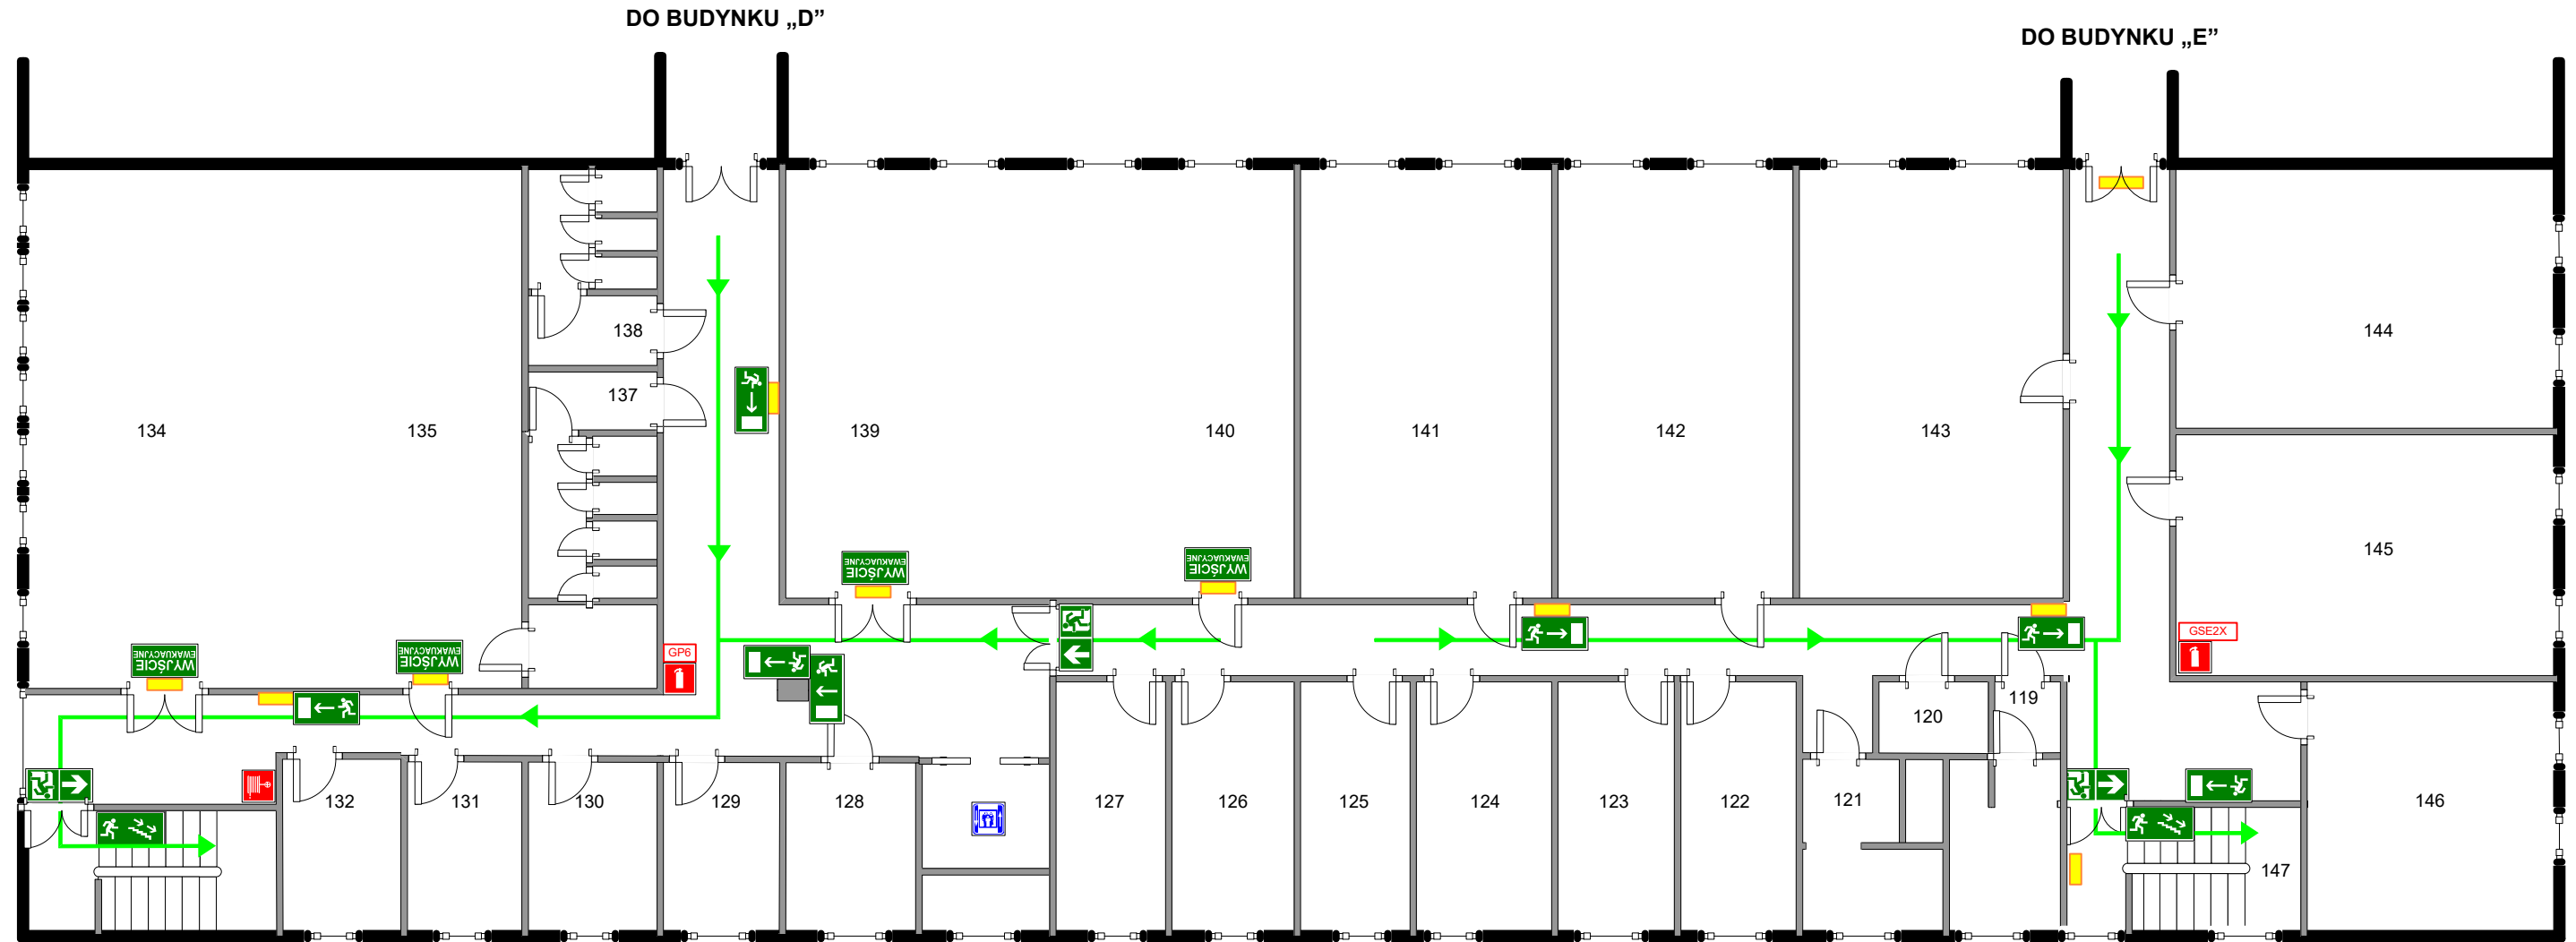 DO BUDYNKU „D”
DO BUDYNKU „E”
138
137
134
135
139
140
141
142
143
144
145
WYJŚCIE
EWAKUACYJNE
WYJŚCIE
EWAKUACYJNE
WYJŚCIE
EWAKUACYJNE
WYJŚCIE
EWAKUACYJNE
GP6
GSE2X
119
120
132
131
130
129
128
127
126
125
124
123
122
121
146
147